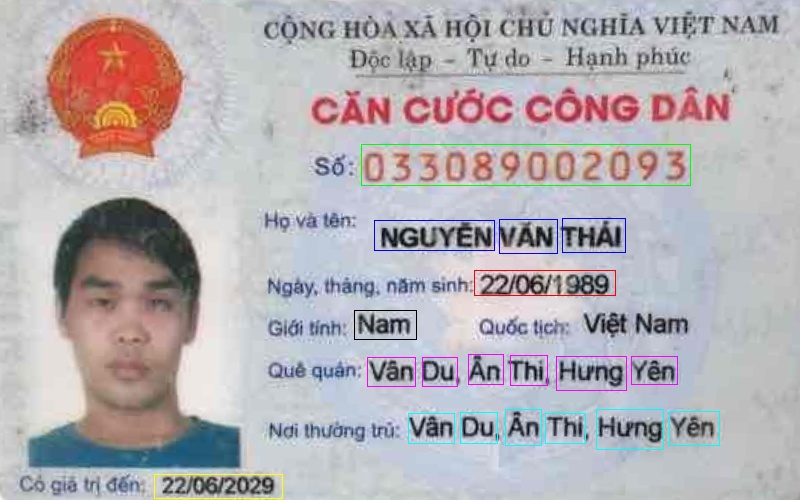 CỘNG HÒA XÃ HỘI CHỦ NGHĨA VIỆT NAM
Độc lập - Tự do - Hạnh phúc
CĂN CƯỚC CÔNG DÂN
Số: 033089002093
Họ và tên: NGUYỄN VĂN THÁI
Ngày, tháng, năm sinh: 22/06/1989
Giới tính: Nam Quốc tịch: Việt Nam
Quê quán: Vân Du, Ân Thi, Hưng Yên
Nơi thường trú: Vân Du, Ân Thi, Hưng Yên
Có giá trị đến: 22/06/2029